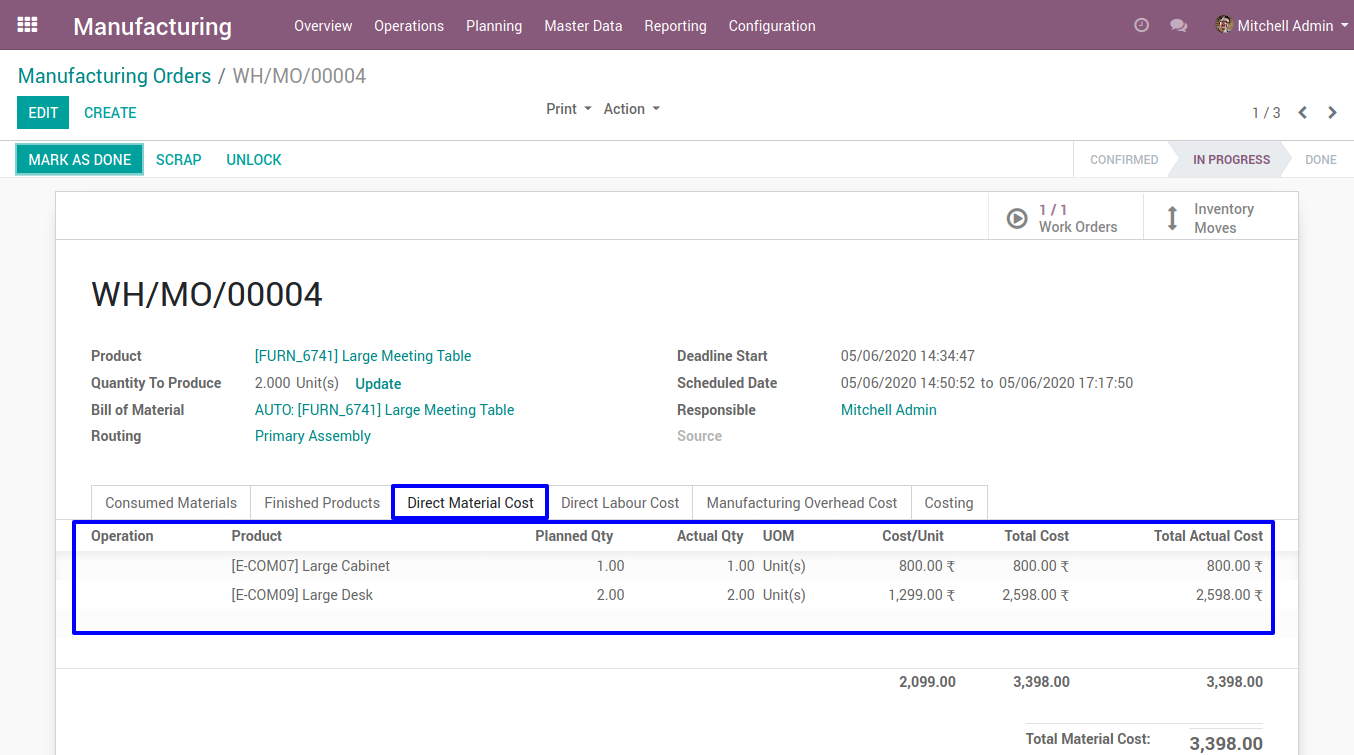 Manufacturing Overview Operations Planning Master Data Reporting Configuration Mitchell Admin
Manufacturing Orders / WH/MO/00004
EDIT CREATE Print Action 1 / 3
MARK AS DONE SCRAP UNLOCK CONFIRMED IN PROGRESS DONE
1 / 1
Work Orders
Inventory
Moves
WH/MO/00004
Product [FURN_6741] Large Meeting Table Deadline Start 05/06/2020 14:34:47
Quantity To Produce 2.000 Unit(s) Update Scheduled Date 05/06/2020 14:50:52 to 05/06/2020 17:17:50
Bill of Material AUTO: [FURN_6741] Large Meeting Table Responsible Mitchell Admin
Routing Primary Assembly Source
Consumed Materials Finished Products Direct Material Cost Direct Labour Cost Manufacturing Overhead Cost Costing
Operation Product Planned Qty Actual Qty UOM Cost/Unit Total Cost Total Actual Cost
[E-COM07] Large Cabinet 1.00 1.00 Unit(s) 800.00 ₹ 800.00 ₹ 800.00 ₹
[E-COM09] Large Desk 2.00 2.00 Unit(s) 1,299.00 ₹ 2,598.00 ₹ 2,598.00 ₹
2,099.00 3,398.00 3,398.00
Total Material Cost: 3,398.00